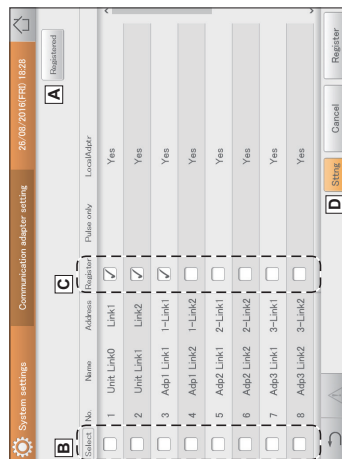 System settings Communication adapter setting 26/08/2016(FRI) 18:28
A Registered
B C
Select No. Name Address Register Pulse only LocalAdptr
1 Unit Link0 Link1 Yes
2 Unit Link1 Link2 Yes
3 Adp1 Link1 1-Link1 Yes
4 Adp1 Link2 1-Link2 Yes
5 Adp2 Link1 2-Link1 Yes
6 Adp2 Link2 2-Link2 Yes
7 Adp3 Link1 3-Link1 Yes
8 Adp3 Link2 3-Link2 Yes
D Sttng Cancel Register